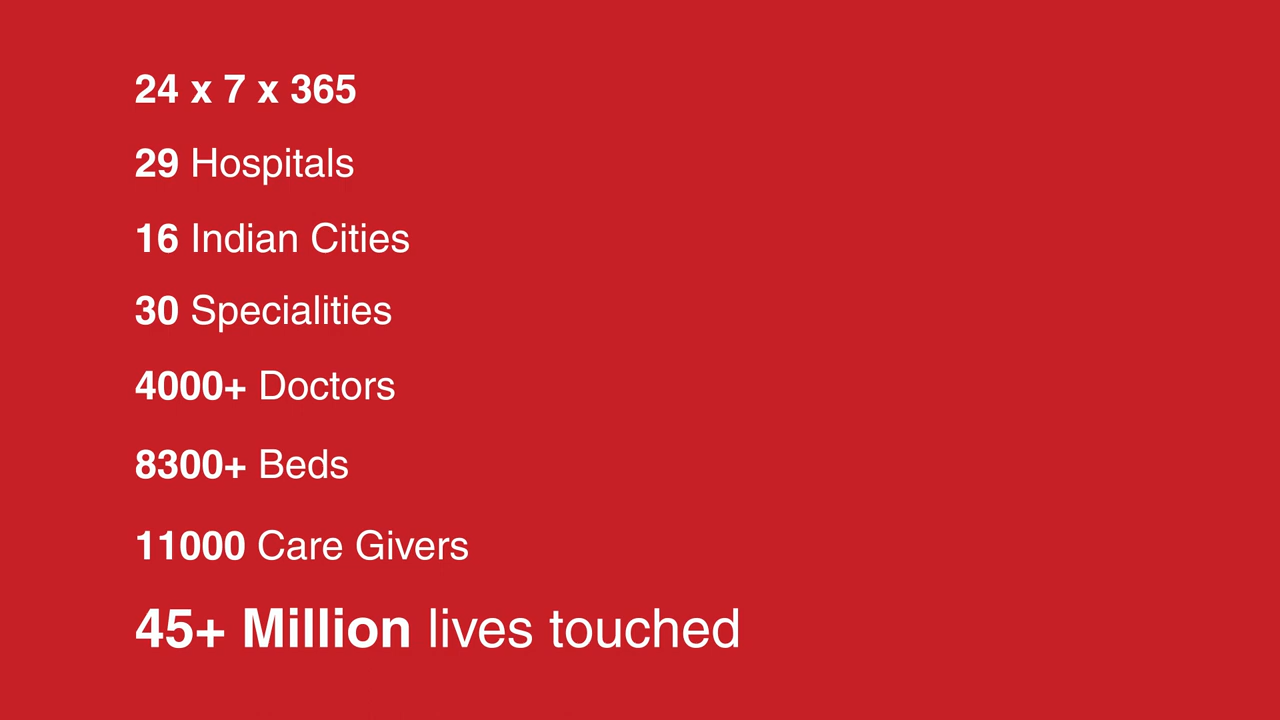 24 x 7 x 365
29 Hospitals
16 Indian Cities
30 Specialities
4000+ Doctors
8300+ Beds
11000 Care Givers
45+ Million lives touched